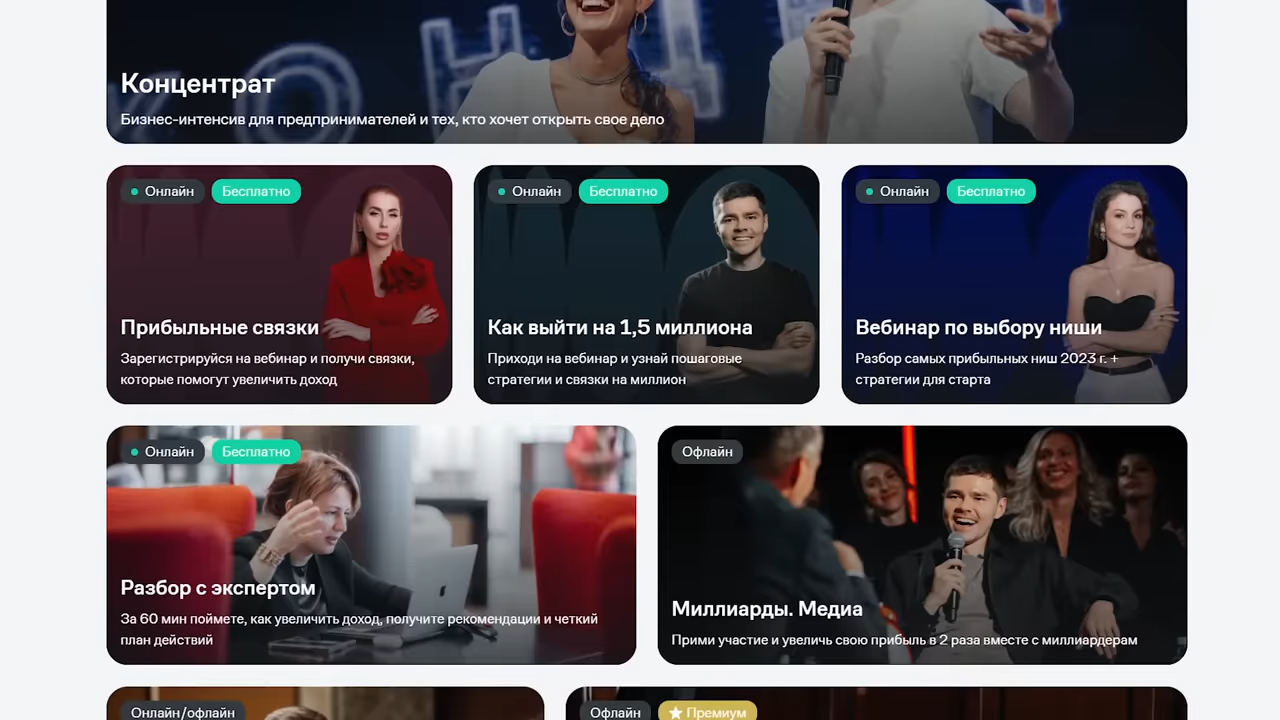 Концентрат
Бизнес-интенсив для предпринимателей и тех, кто хочет открыть свое дело
Онлайн
Бесплатно
Прибыльные связки
Зарегистрируйся на вебинар и получи связки,
которые помогут увеличить доход
Онлайн
Бесплатно
Как выйти на 1,5 миллиона
Приходи на вебинар и узнай пошаговые
стратегии и связки на миллион
Онлайн
Бесплатно
Вебинар по выбору ниши
Разбор самых прибыльных ниш 2023 г. +
стратегии для старта
Онлайн
Бесплатно
Разбор с экспертом
За 60 мин поймете, как увеличить доход, получите рекомендации и четкий
план действий
Офлайн
Миллиарды. Медиа
Прими участие и увеличь свою прибыль в 2 раза вместе с миллиардерам
Онлайн/офлайн
Офлайн
Премиум